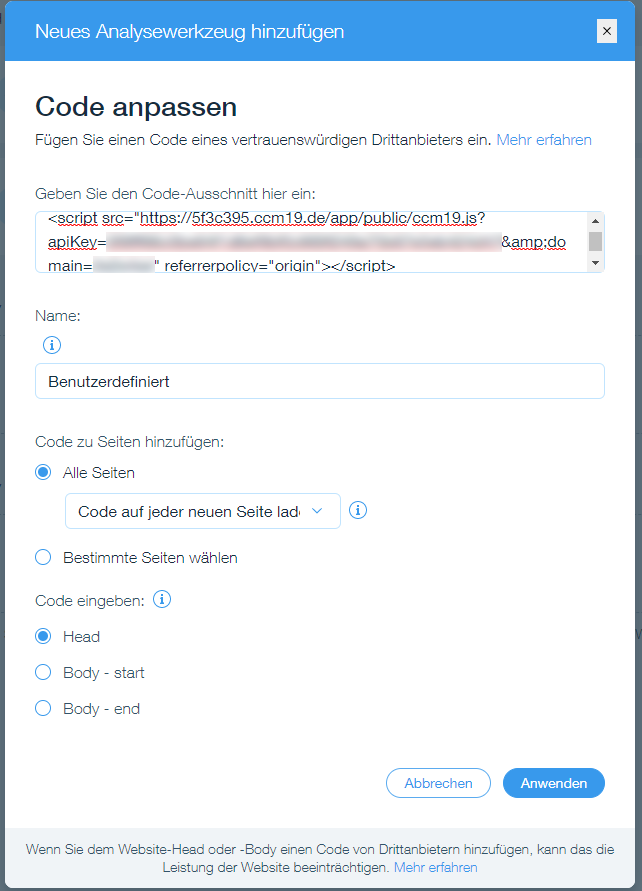 Neues Analysewerkzeug hinzufügen
Code anpassen
Fügen Sie einen Code eines vertrauenswürdigen Drittanbieters ein. Mehr erfahren
Geben Sie den Code-Ausschnitt hier ein:
<script src="https://5f3c395.ccm19.de/app/public/ccm19.js?
apiKey= &amp;do
main= " referrerpolicy="origin"></script>
Name:
Benutzerdefiniert
Code zu Seiten hinzufügen:
Alle Seiten
Code auf jeder neuen Seite lade
Bestimmte Seiten wählen
Code eingeben:
Head
Body - start
Body - end
Abbrechen Anwenden
Wenn Sie dem Website-Head oder -Body einen Code von Drittanbietern hinzufügen, kann das die
Leistung der Website beeinträchtigen. Mehr erfahren